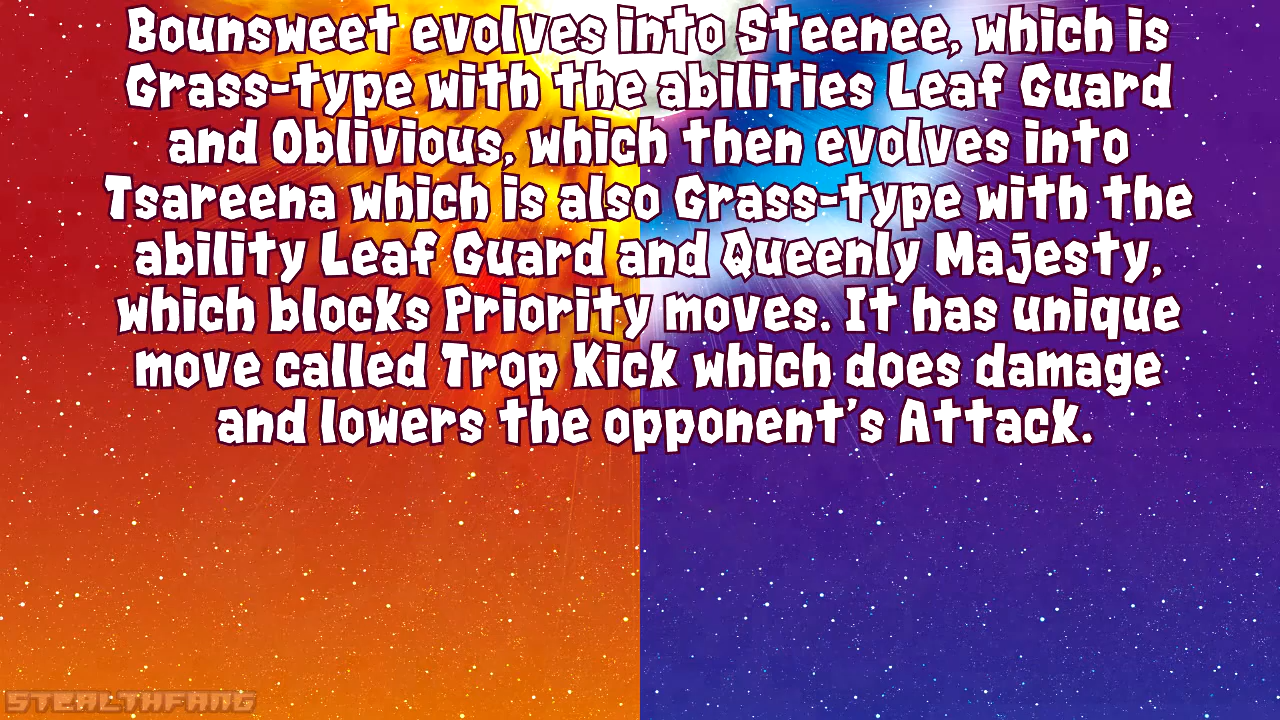 Bounsweet evolves into Steenee, which is
Grass-type with the abilities Leaf Guard
and Oblivious, which then evolves into
Tsareena which is also Grass-type with the
ability Leaf Guard and Queenly Majesty,
which blocks Priority moves. It has unique
move called Trop Kick which does damage
and lowers the opponent's Attack.
STEALTHFANG